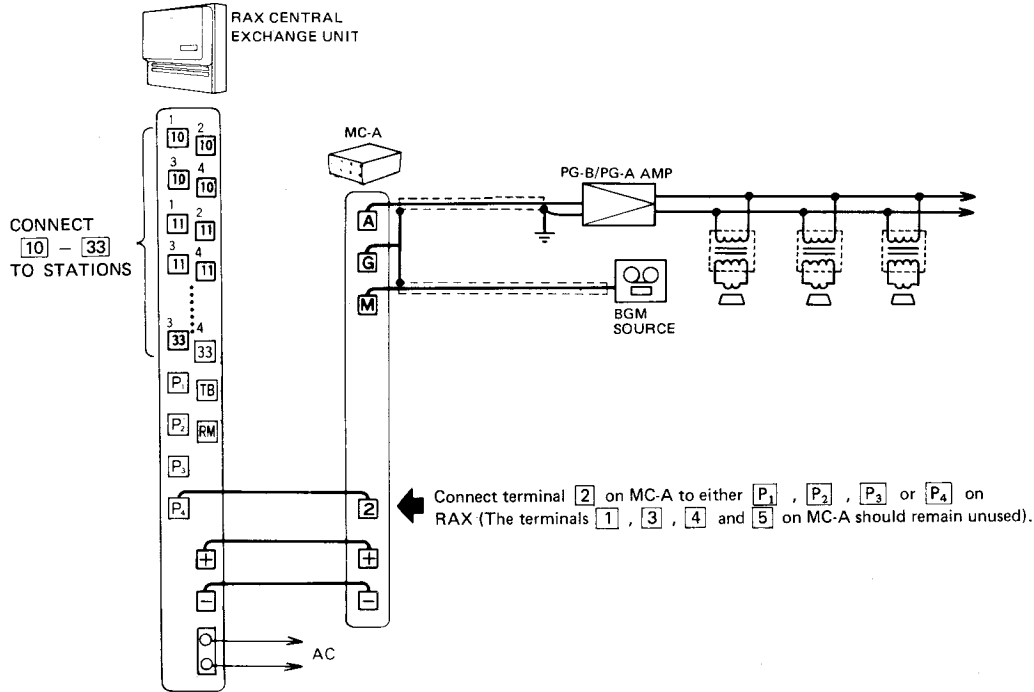 RAX CENTRAL
EXCHANGE UNIT
MC-A
PG-B/PG-A AMP
CONNECT
10 – 33
TO STATIONS
1 2
10 10
3 4
10 10
1 2
11 11
3 4
11 11
3 4
33 33
P1 TB
P2 RM
P3
P4
+
−
AC
A
G
M
2
+
−
BGM
SOURCE
Connect terminal 2 on MC-A to either P1 , P2 , P3 or P4 on
RAX (The terminals 1 , 3 , 4 and 5 on MC-A should remain unused).